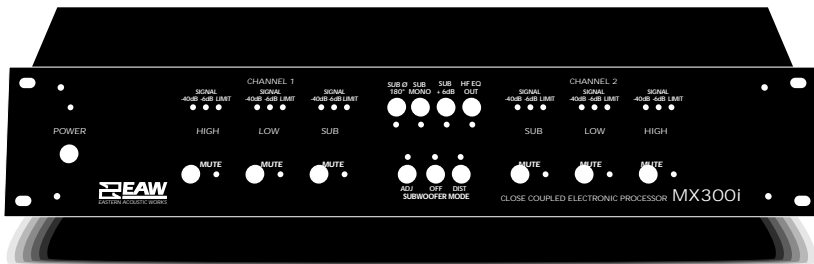 CHANNEL 1
SIGNAL
-40dB -6dB LIMIT
SIGNAL
-40dB -6dB LIMIT
SIGNAL
-40dB -6dB LIMIT
SUB Ø
180°
SUB
MONO
SUB
+ 6dB
HF EQ
OUT
CHANNEL 2
SIGNAL
-40dB -6dB LIMIT
SIGNAL
-40dB -6dB LIMIT
SIGNAL
-40dB -6dB LIMIT
POWER
HIGH
LOW
SUB
SUB
LOW
HIGH
MUTE
MUTE
MUTE
MUTE
MUTE
MUTE
ADJ
OFF
DIST
SUBWOOFER MODE
EAW
EASTERN ACOUSTIC WORKS
CLOSE COUPLED ELECTRONIC PROCESSOR MX300i